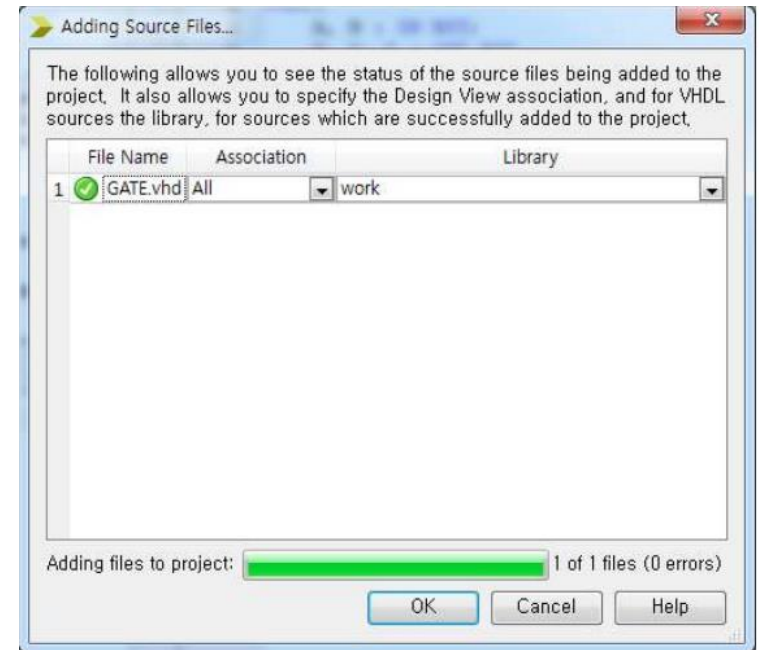 Adding Source Files...
The following allows you to see the status of the source files being added to the
project, It also allows you to specify the Design View association, and for VHDL
sources the library, for sources which are successfully added to the project,
File Name Association Library
1 GATE.vhd All work
Adding files to project: 1 of 1 files (0 errors)
OK Cancel Help